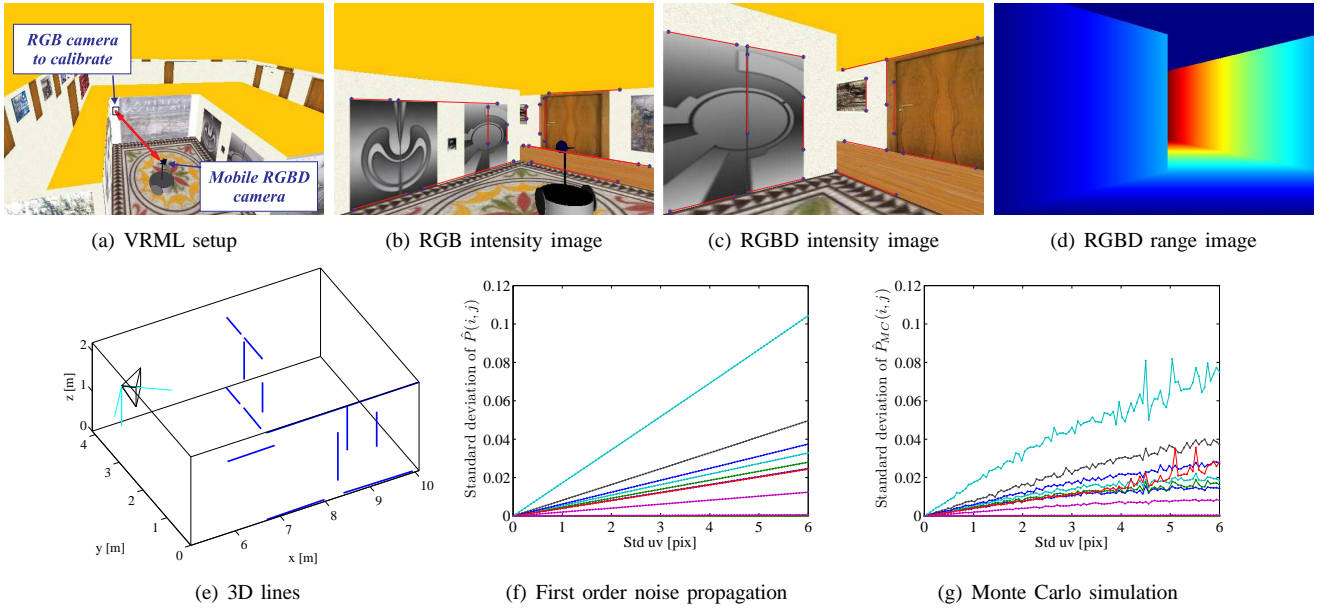 RGB camera
to calibrate
Mobile RGBD
camera
(a) VRML setup
(b) RGB intensity image
(c) RGBD intensity image
(d) RGBD range image
2
1
0
z [m]
4
3
2
1
0
y [m]
6
7
8
9
10
x [m]
(e) 3D lines
0.12
0.1
0.08
0.06
0.04
0.02
0
Standard deviation of P̂(i, j)
0 1 2 3 4 5 6
Std uv [pix]
(f) First order noise propagation
0.12
0.1
0.08
0.06
0.04
0.02
0
Standard deviation of P̂_MC(i, j)
0 1 2 3 4 5 6
Std uv [pix]
(g) Monte Carlo simulation